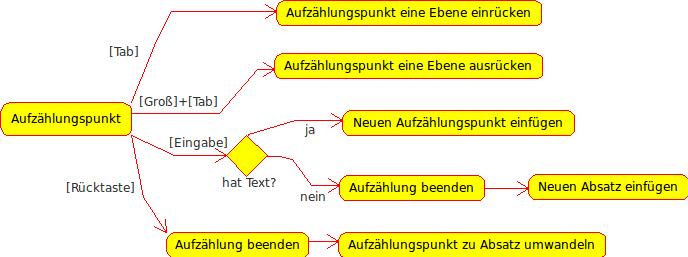 Aufzählungspunkt eine Ebene einrücken
[Tab]
Aufzählungspunkt eine Ebene ausrücken
[Groß]+[Tab]
Aufzählungspunkt
Neuen Aufzählungspunkt einfügen
ja
[Eingabe]
hat Text?
nein
Aufzählung beenden
Neuen Absatz einfügen
[Rücktaste]
Aufzählung beenden
Aufzählungspunkt zu Absatz umwandeln